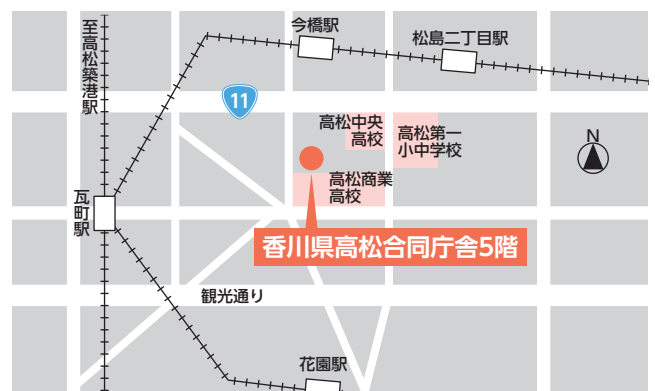 今橋駅
松島二丁目駅
至高松築港駅
11
高松中央
高校
高松第一
小中学校
N
高松商業
高校
瓦町駅
香川県高松合同庁舎5階
観光通り
花園駅